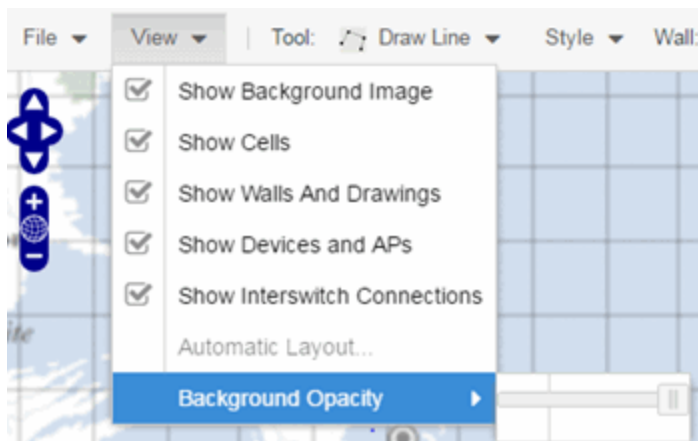 File View Tool: Draw Line Style Wall:
Show Background Image
Show Cells
Show Walls And Drawings
Show Devices and APs
Show Interswitch Connections
Automatic Layout...
Background Opacity